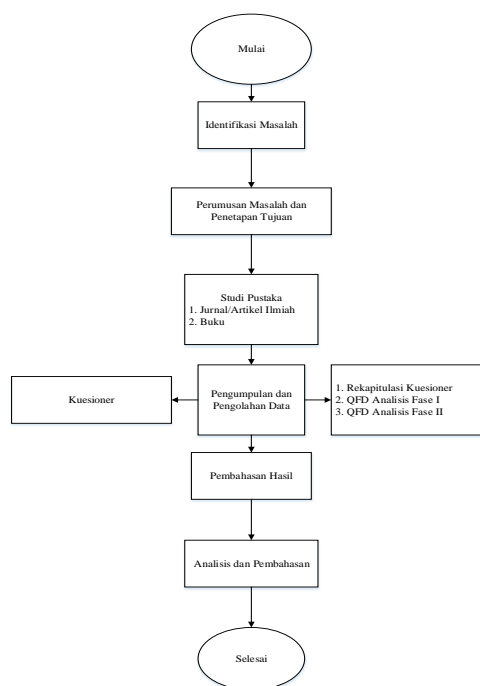 Mulai
Identifikasi Masalah
Perumusan Masalah dan
Penetapan Tujuan
Studi Pustaka
1. Jurnal/Artikel Ilmiah
2. Buku
Kuesioner
Pengumpulan dan
Pengolahan Data
1. Rekapitulasi Kuesioner
2. QFD Analisis Fase I
3. QFD Analisis Fase II
Pembahasan Hasil
Analisis dan Pembahasan
Selesai